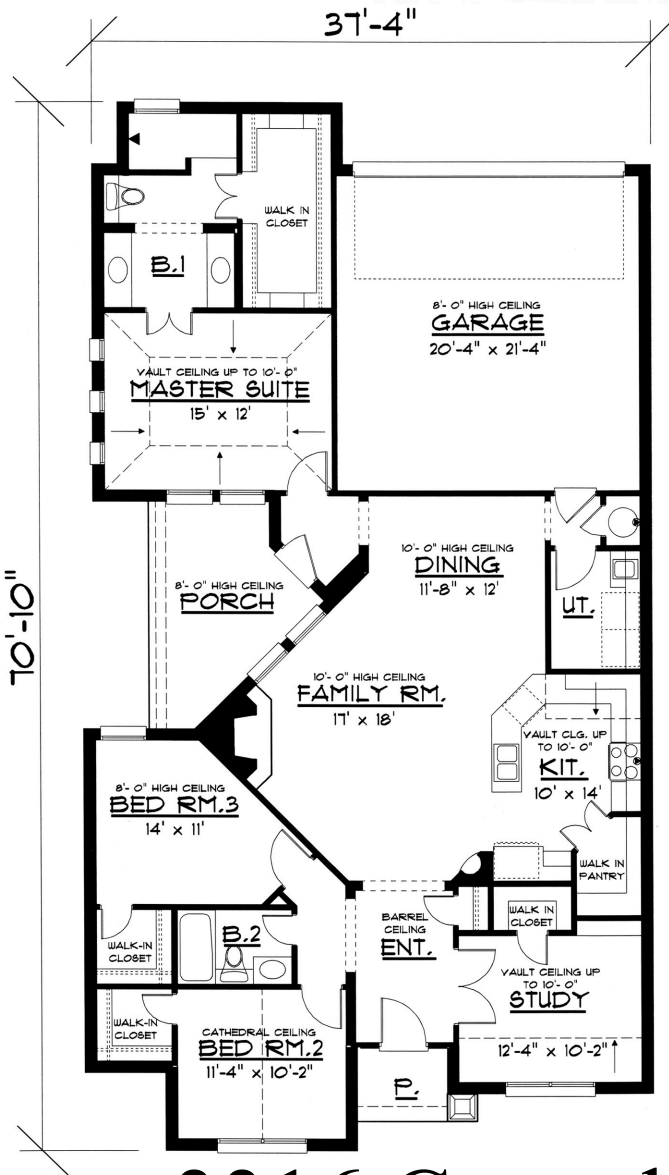 37'-4"
WALK IN
CLOSET
B.1
8'- 0" HIGH CEILING
GARAGE
20'-4" x 21'-4"
VAULT CEILING UP TO 10'- 0"
MASTER SUITE
15' x 12'
10'- 0" HIGH CEILING
DINING
11'-8" x 12'
8'- 0" HIGH CEILING
PORCH
UT.
70'-10"
10'- 0" HIGH CEILING
FAMILY RM.
17' x 18'
VAULT CLG. UP
TO 10'- 0"
KIT.
10' x 14'
8'- 0" HIGH CEILING
BED RM.3
14' x 11'
WALK IN
PANTRY
WALK-IN
CLOSET
B.2
BARREL
CEILING
ENT.
WALK IN
CLOSET
VAULT CEILING UP
TO 10'- 0"
STUDY
12'-4" x 10'-2"
WALK-IN
CLOSET
CATHEDRAL CEILING
BED RM.2
11'-4" x 10'-2"
P.